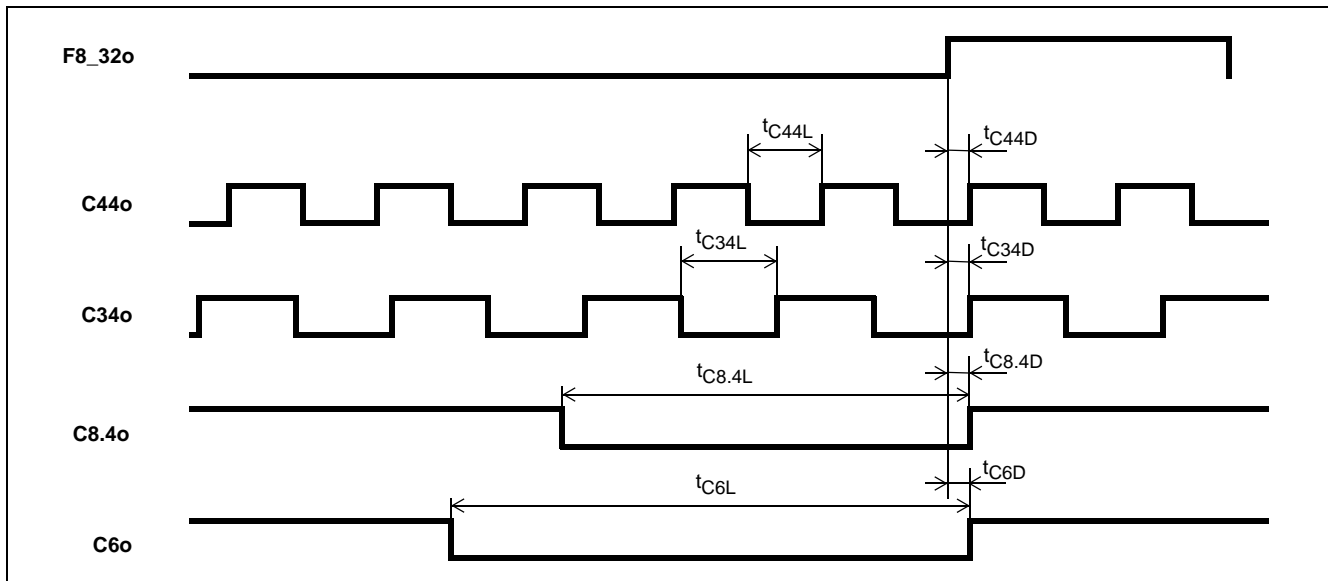 F8_32o
tC44L
tC44D
C44o
tC34L
tC34D
C34o
tC8.4L
tC8.4D
C8.4o
tC6L
tC6D
C6o